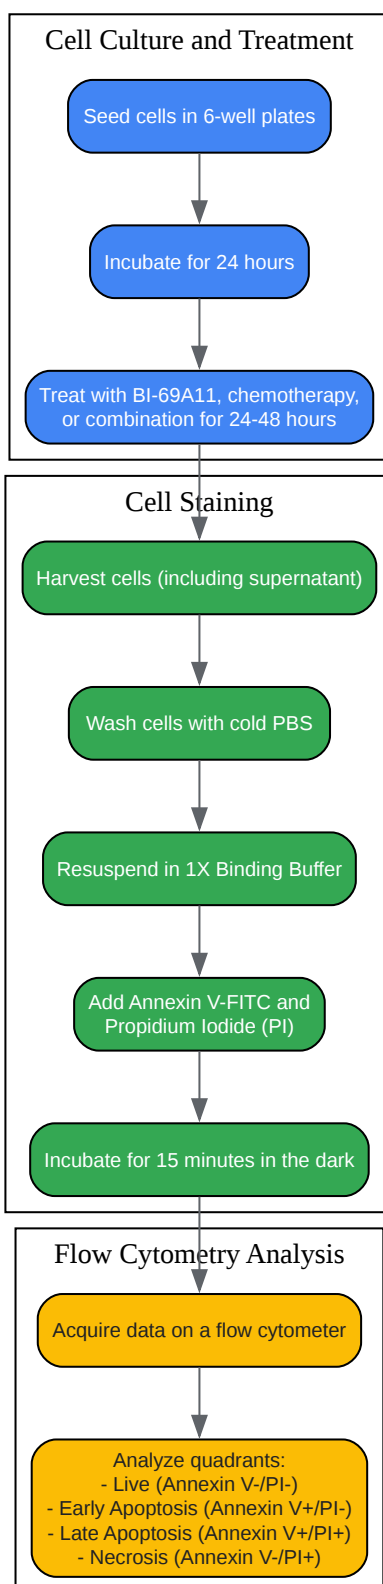 Cell Culture and Treatment
Seed cells in 6-well plates
Incubate for 24 hours
Treat with BI-69A11, chemotherapy,
or combination for 24-48 hours
Cell Staining
Harvest cells (including supernatant)
Wash cells with cold PBS
Resuspend in 1X Binding Buffer
Add Annexin V-FITC and
Propidium Iodide (PI)
Incubate for 15 minutes in the dark
Flow Cytometry Analysis
Acquire data on a flow cytometer
Analyze quadrants:
- Live (Annexin V-/PI-)
- Early Apoptosis (Annexin V+/PI-)
- Late Apoptosis (Annexin V+/PI+)
- Necrosis (Annexin V-/PI+)